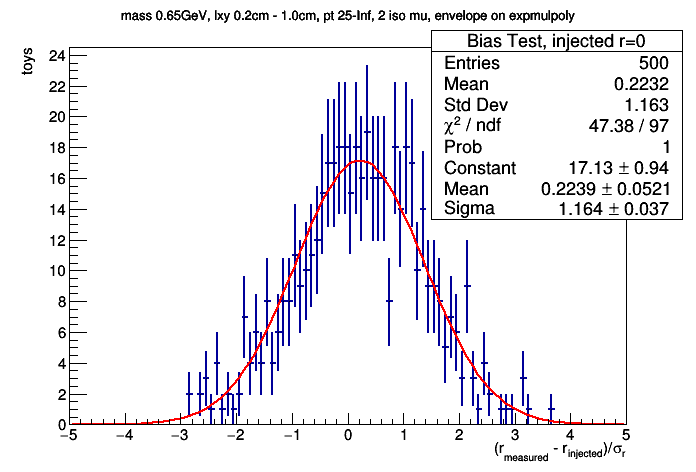 mass 0.65GeV, lxy 0.2cm - 1.0cm, pt 25-Inf, 2 iso mu, envelope on expmulpoly
Bias Test, injected r=0
Entries 500
Mean 0.2232
Std Dev 1.163
χ² / ndf 47.38 / 97
Prob 1
Constant 17.13 ± 0.94
Mean 0.2239 ± 0.0521
Sigma 1.164 ± 0.037
toys
24
22
20
18
16
14
12
10
8
6
4
2
0
−5 −4 −3 −2 −1 0 1 2 3 4 5
(r_measured - r_injected)/σ_r